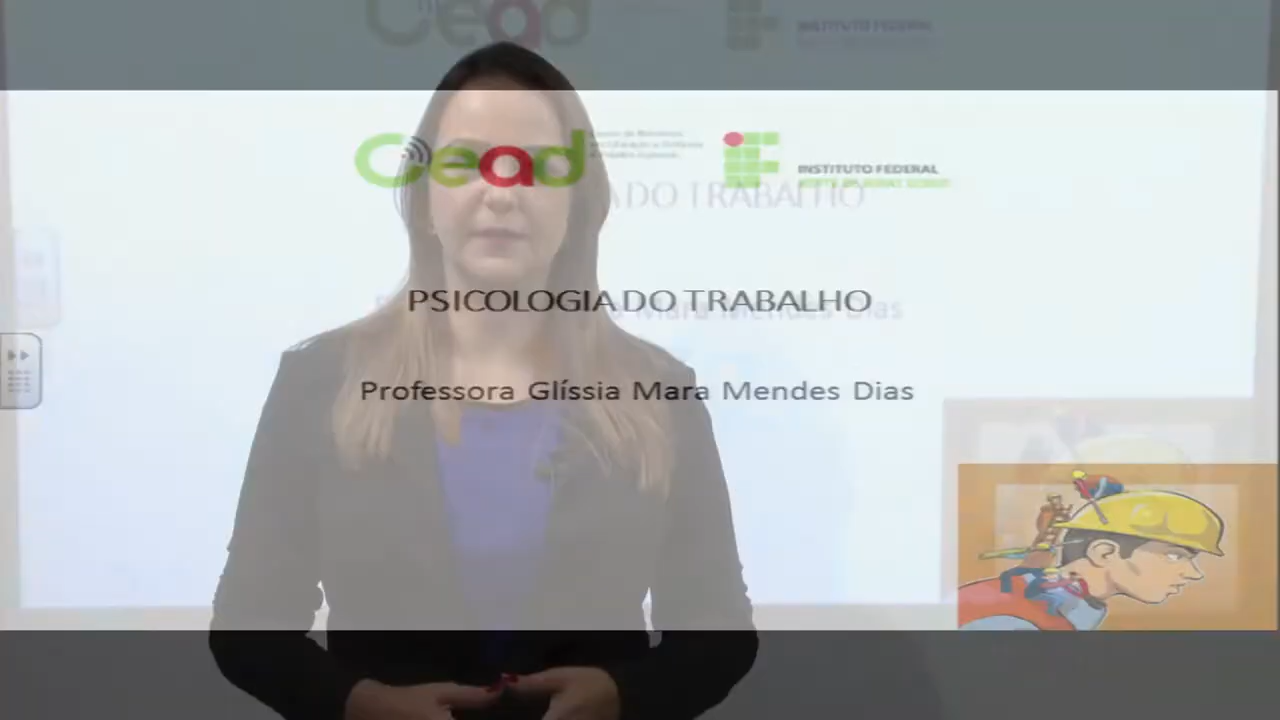 Cead
INSTITUTO FEDERAL
PSICOLOGIA DO TRABALHO
Professora Glíssia Mara Mendes Dias